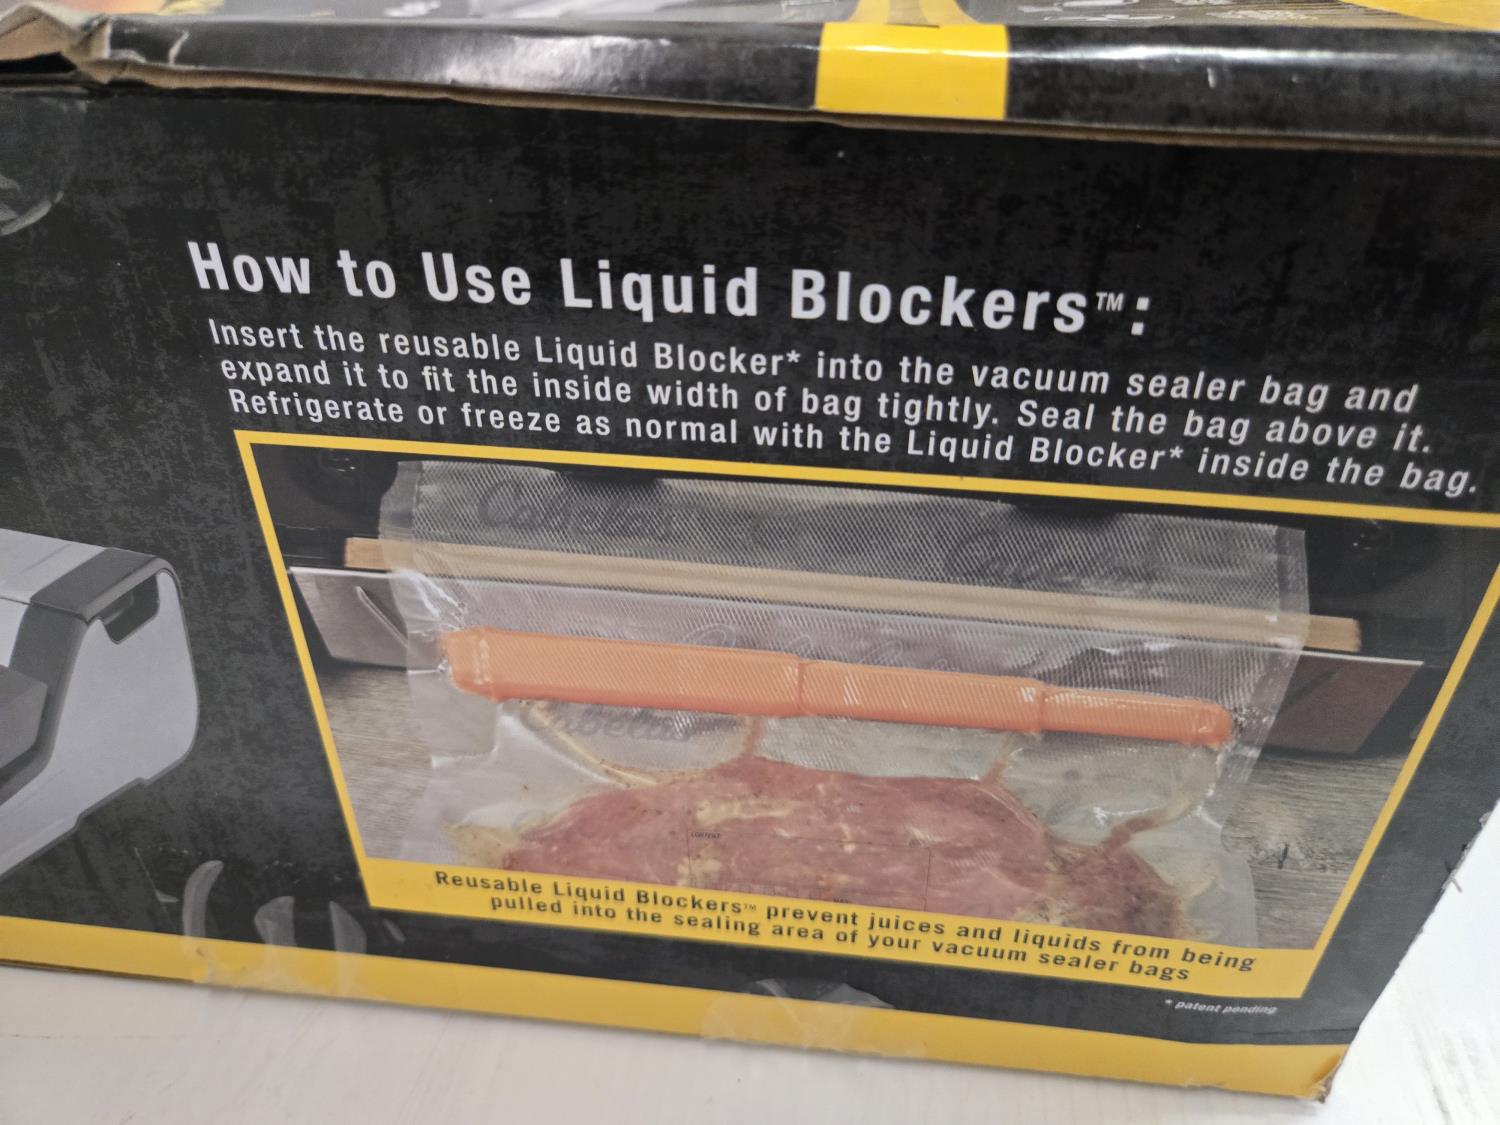 How to Use Liquid Blockers™:
Insert the reusable Liquid Blocker* into the vacuum sealer bag and
expand it to fit the inside width of bag tightly. Seal the bag above it.
Refrigerate or freeze as normal with the Liquid Blocker* inside the bag.
Cabela's
CONTENT:
Reusable Liquid Blockers™ prevent juices and liquids from being
pulled into the sealing area of your vacuum sealer bags
* patent pending